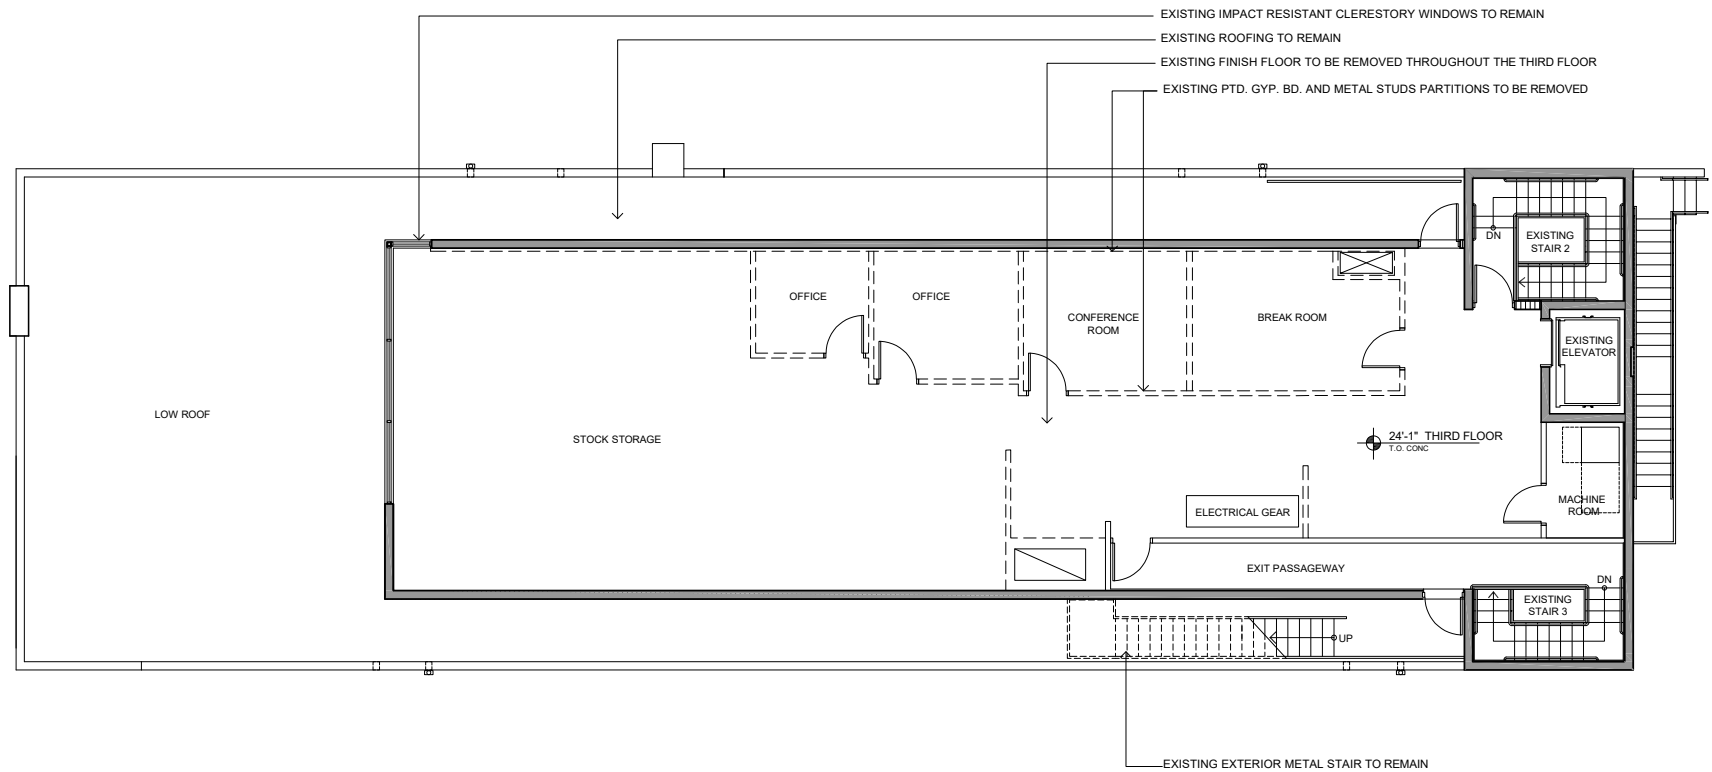 EXISTING IMPACT RESISTANT CLERESTORY WINDOWS TO REMAIN
EXISTING ROOFING TO REMAIN
EXISTING FINISH FLOOR TO BE REMOVED THROUGHOUT THE THIRD FLOOR
EXISTING PTD. GYP. BD. AND METAL STUDS PARTITIONS TO BE REMOVED
DN
EXISTING
STAIR 2
OFFICE
OFFICE
CONFERENCE
ROOM
BREAK ROOM
EXISTING
ELEVATOR
LOW ROOF
STOCK STORAGE
24'-1" THIRD FLOOR
T.O. CONC
MACHINE
ROOM
ELECTRICAL GEAR
EXIT PASSAGEWAY
DN
EXISTING
STAIR 3
UP
EXISTING EXTERIOR METAL STAIR TO REMAIN